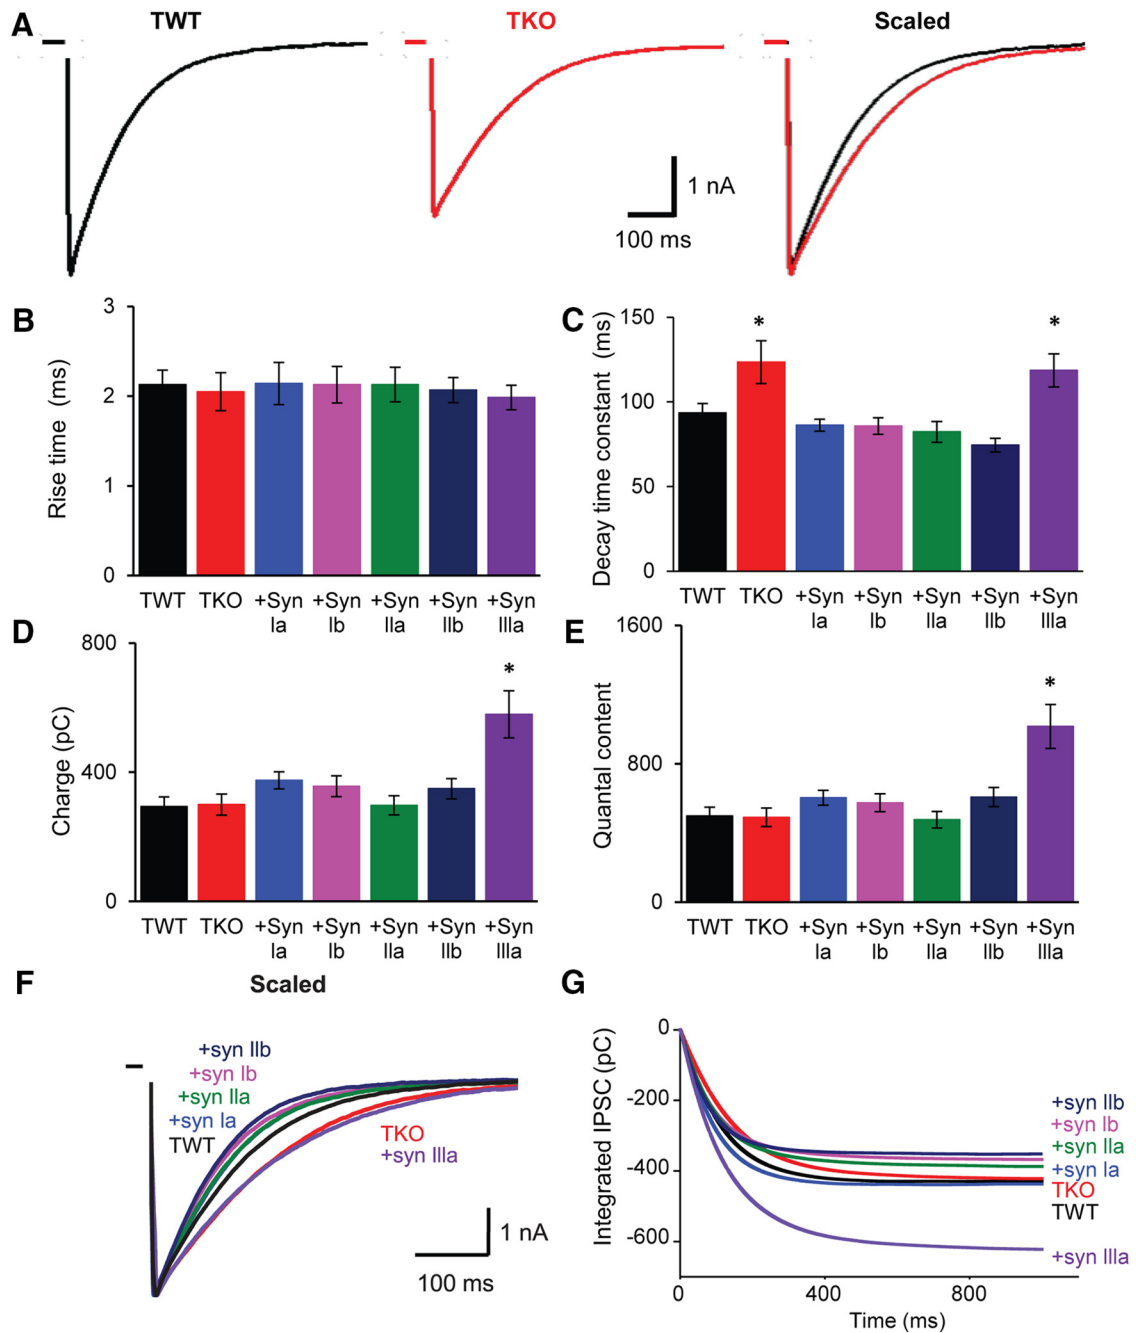 A
TWT
TKO
Scaled
1 nA
100 ms
B
Rise time (ms)
3
2
1
0
TWT
TKO
+Syn Ia
+Syn Ib
+Syn IIa
+Syn IIb
+Syn IIIa
C
Decay time constant (ms)
150
100
50
0
*
*
TWT
TKO
+Syn Ia
+Syn Ib
+Syn IIa
+Syn IIb
+Syn IIIa
D
Charge (pC)
800
400
0
*
TWT
TKO
+Syn Ia
+Syn Ib
+Syn IIa
+Syn IIb
+Syn IIIa
E
Quantal content
1600
800
0
*
TWT
TKO
+Syn Ia
+Syn Ib
+Syn IIa
+Syn IIb
+Syn IIIa
F
Scaled
+syn IIb
+syn Ib
+syn IIa
+syn Ia
TWT
TKO
+syn IIIa
1 nA
100 ms
G
Integrated IPSC (pC)
0
-200
-400
-600
+syn IIb
+syn Ib
+syn IIa
+syn Ia
TKO
TWT
+syn IIIa
0
400
800
Time (ms)